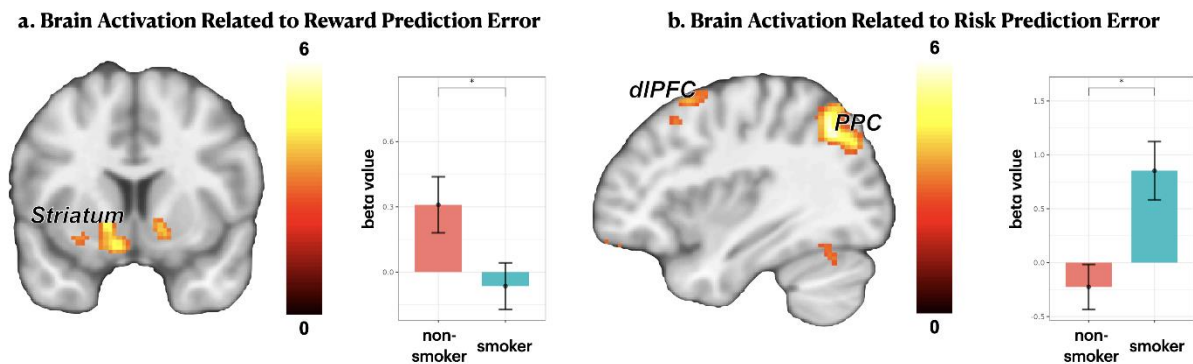 a. Brain Activation Related to Reward Prediction Error
6
Striatum
0
*
beta value
0.6
0.3
0.0
non-
smoker
smoker
b. Brain Activation Related to Risk Prediction Error
dlPFC
PPC
6
0
*
beta value
1.5
1.0
0.5
0.0
-0.5
non-
smoker
smoker